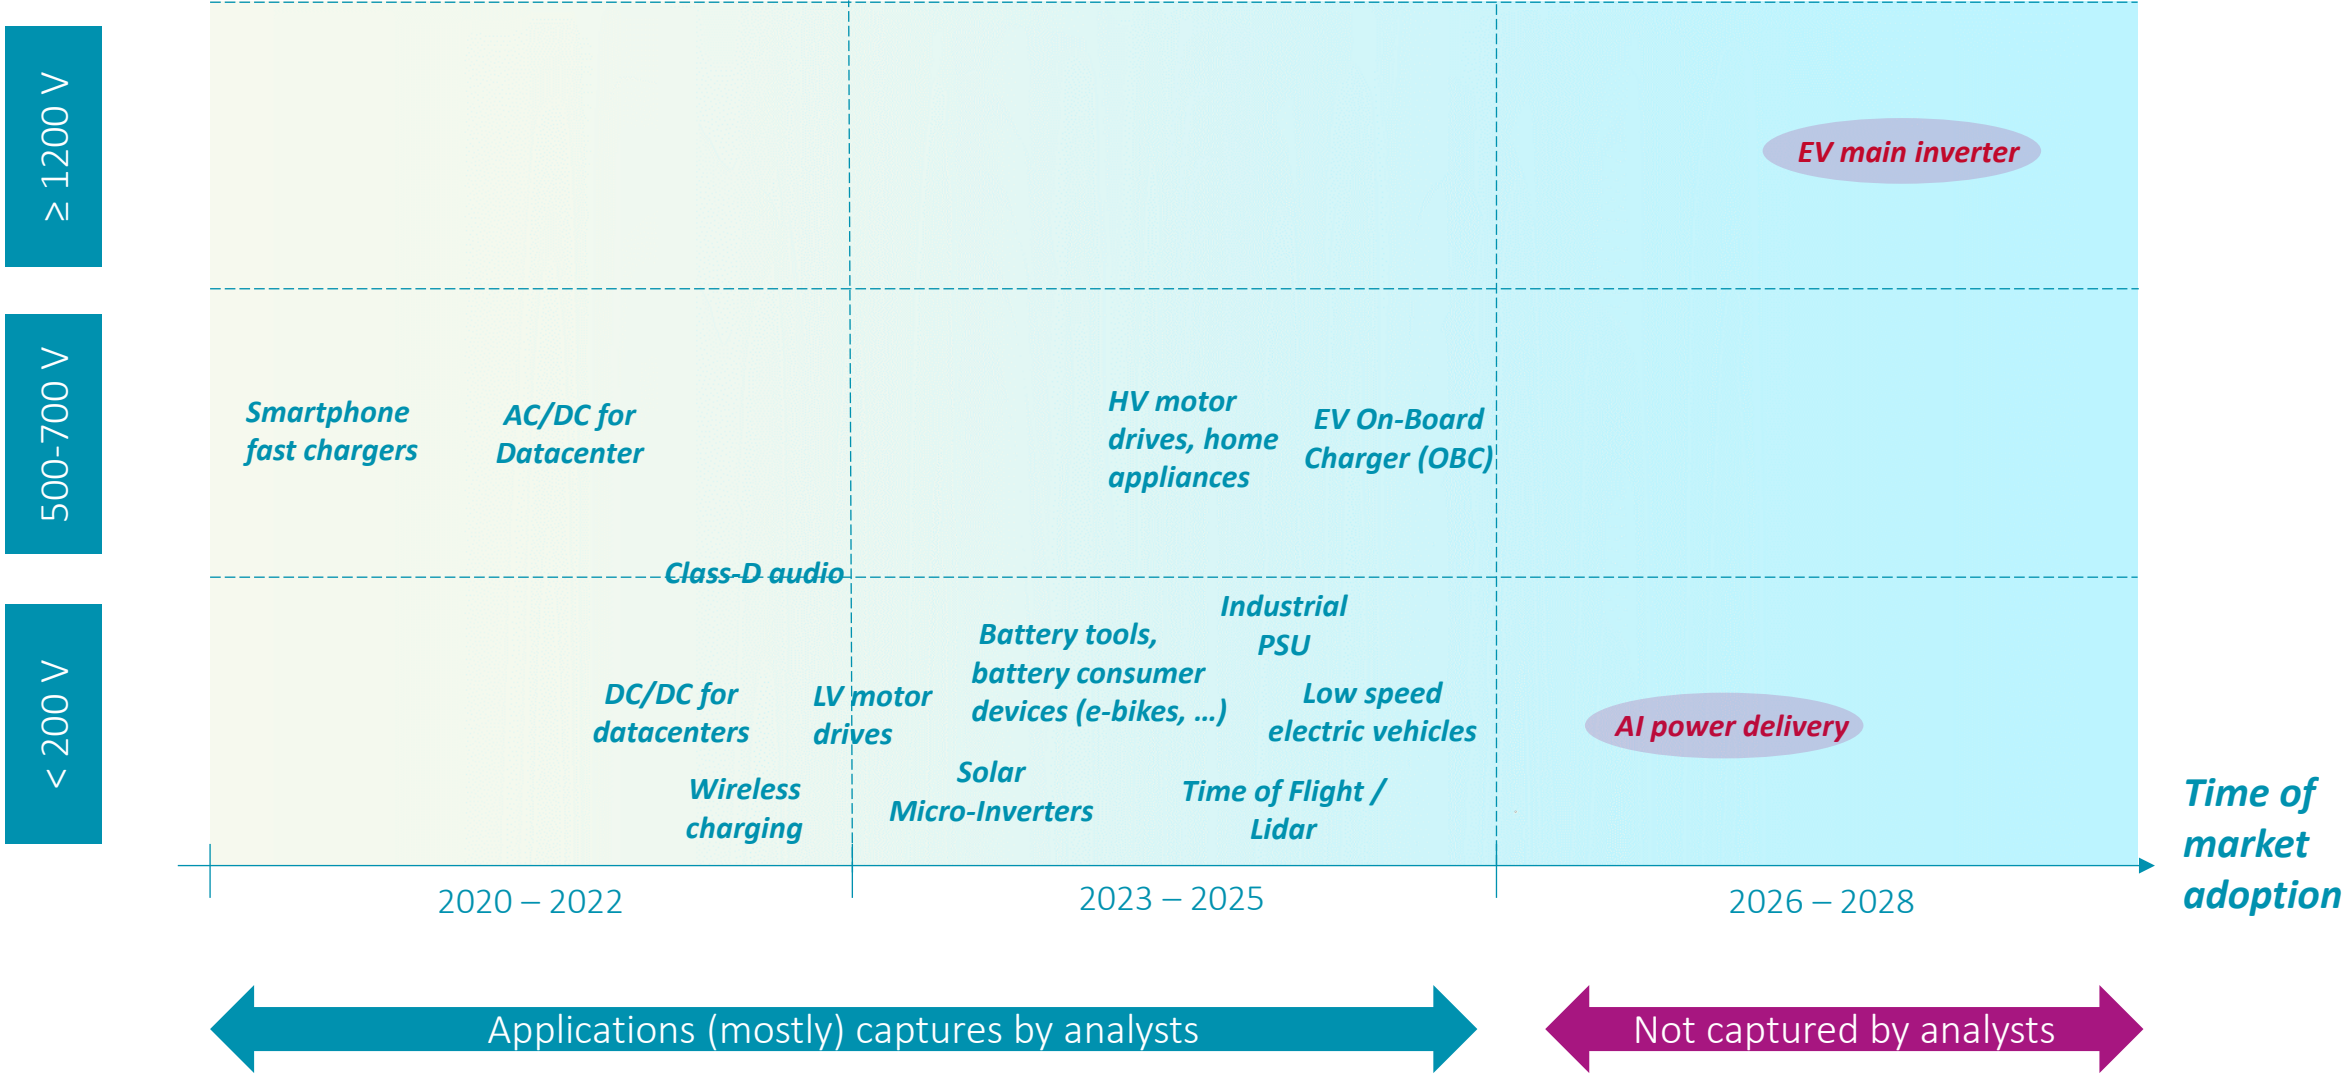 ≥ 1200 V
EV main inverter
500-700 V
Smartphone
fast chargers
AC/DC for
Datacenter
HV motor
drives, home
appliances
EV On-Board
Charger (OBC)
Class-D audio
< 200 V
Industrial
PSU
Battery tools,
battery consumer
devices (e-bikes, ...)
DC/DC for
datacenters
LV motor
drives
Low speed
electric vehicles
AI power delivery
Wireless
charging
Solar
Micro-Inverters
Time of Flight /
Lidar
Time of
market
adoption
2020 – 2022
2023 – 2025
2026 – 2028
Applications (mostly) captures by analysts
Not captured by analysts